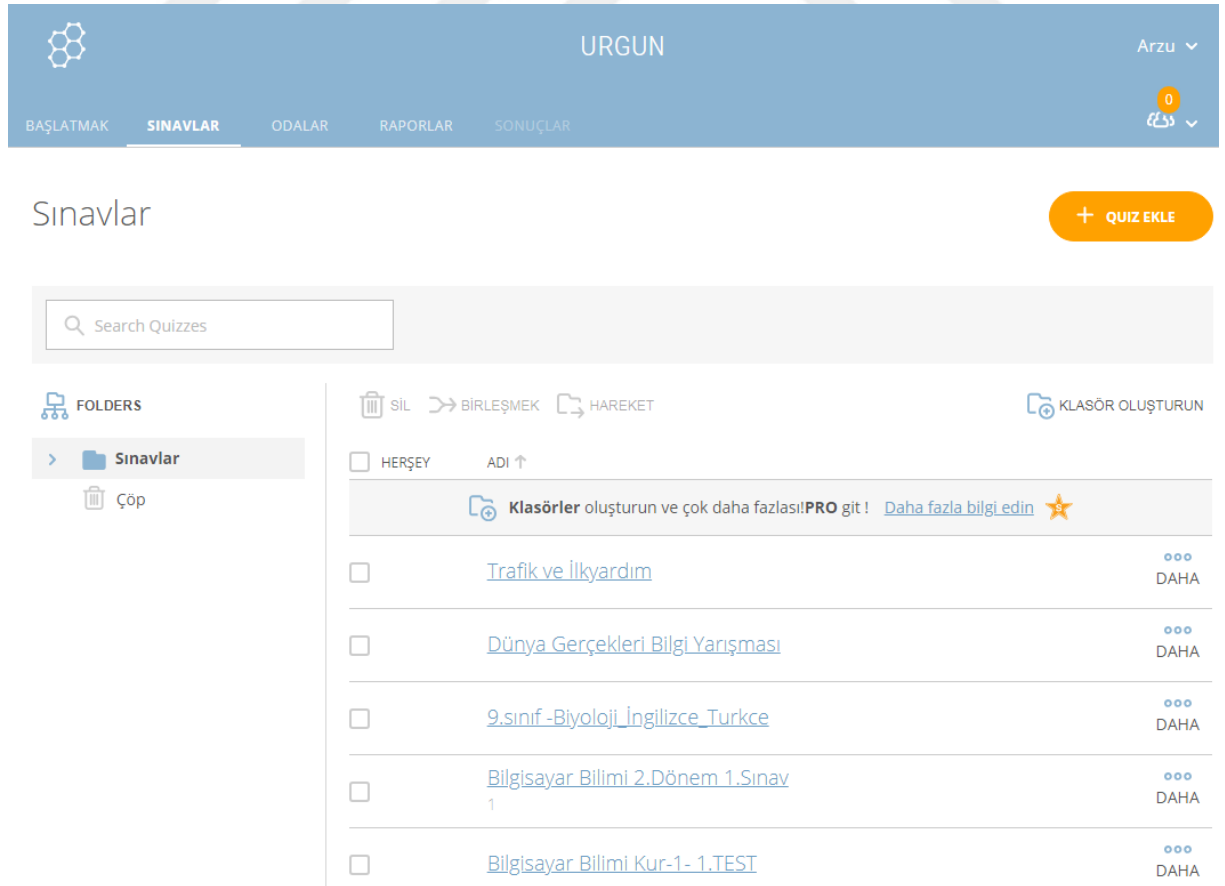 URGUN
Arzu
0
BAŞLATMAK SINAVLAR ODALAR RAPORLAR SONUÇLAR
Sınavlar
+ QUIZ EKLE
Search Quizzes
FOLDERS
Sınavlar
Çöp
SİL BİRLEŞMEK HAREKET KLASÖR OLUŞTURUN
HERŞEY ADI ↑
Klasörler oluşturun ve çok daha fazlası!PRO git ! Daha fazla bilgi edin S
Trafik ve İlkyardım DAHA
Dünya Gerçekleri Bilgi Yarışması DAHA
9.sınıf -Biyoloji_İngilizce_Turkce DAHA
Bilgisayar Bilimi 2.Dönem 1.Sınav DAHA
1
Bilgisayar Bilimi Kur-1- 1.TEST DAHA